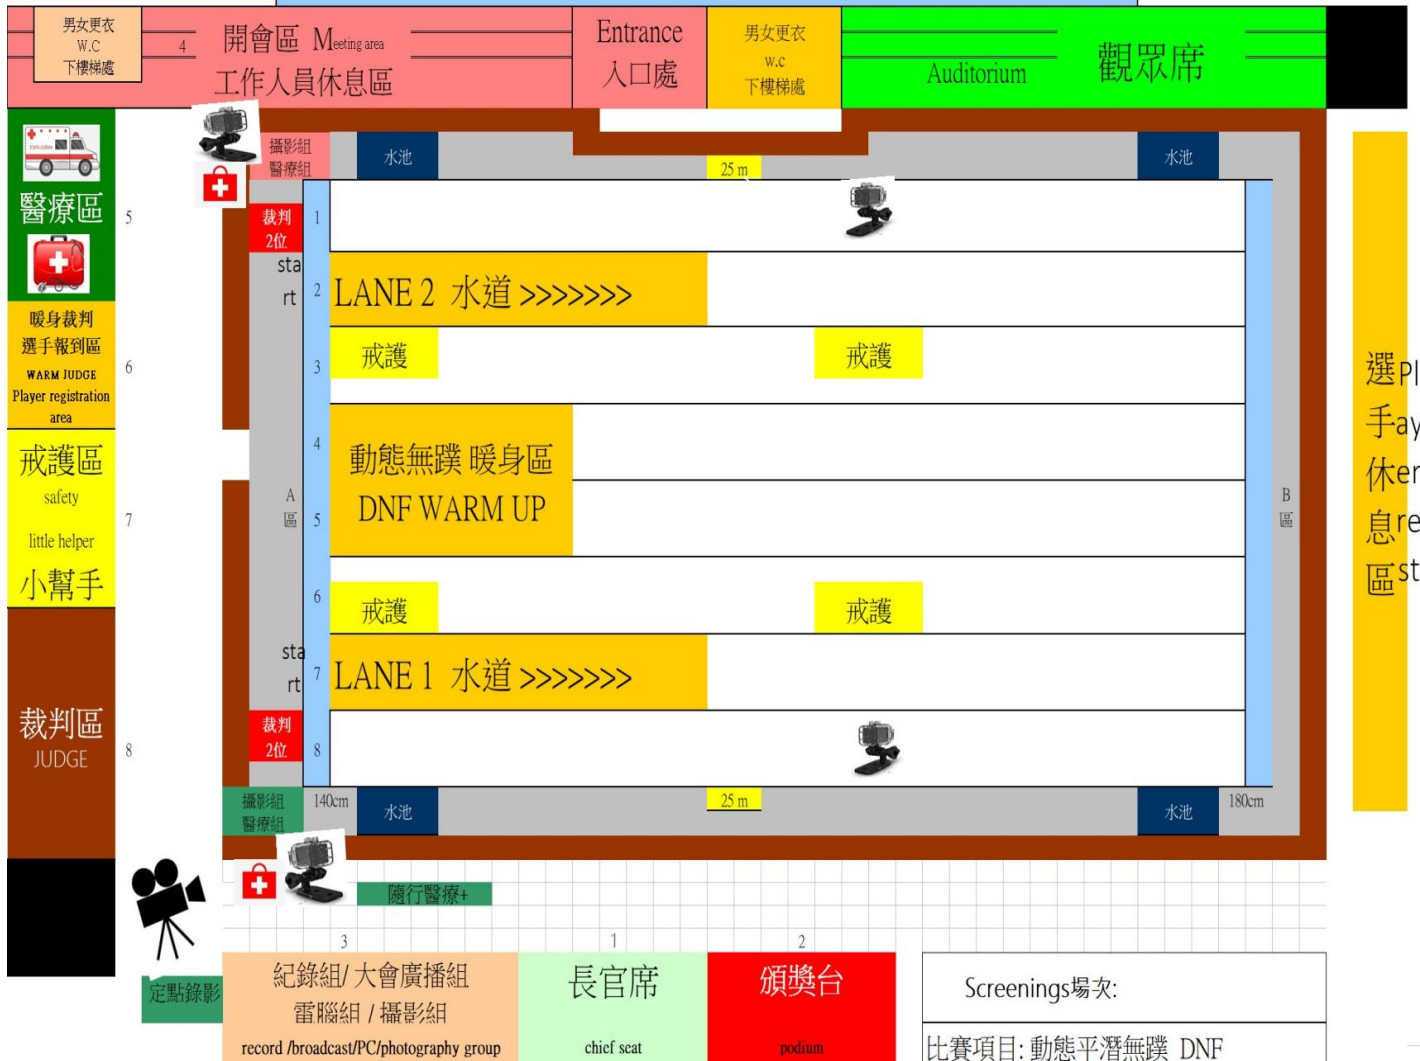 男女更衣
W.C
下樓梯處
4
開會區 Meeting area
工作人員休息區
Entrance
入口處
男女更衣
w.c
下樓梯處
Auditorium
觀眾席
醫療區
5
攝影組
醫療組
水池
25 m
水池
裁判
2位
1
sta
rt
2
LANE 2 水道 >>>>>>>
暖身裁判
選手報到區
WARM JUDGE
Player registration
area
6
3
戒護
戒護
4
動態無蹼 暖身區
DNF WARM UP
A
區
5
B
區
戒護區
safety
little helper
小幫手
7
6
戒護
戒護
sta
rt
7
LANE 1 水道 >>>>>>>
裁判區
JUDGE
8
裁判
2位
8
攝影組
醫療組
140cm
水池
25 m
水池
180cm
選手休息區
Player rest
隨行醫療+
定點錄影
3
紀錄組/ 大會廣播組
電腦組 / 攝影組
record /broadcast/PC/photography group
1
長官席
chief seat
2
頒獎台
podium
Screenings場次:
比賽項目: 動態平潛無蹼 DNF